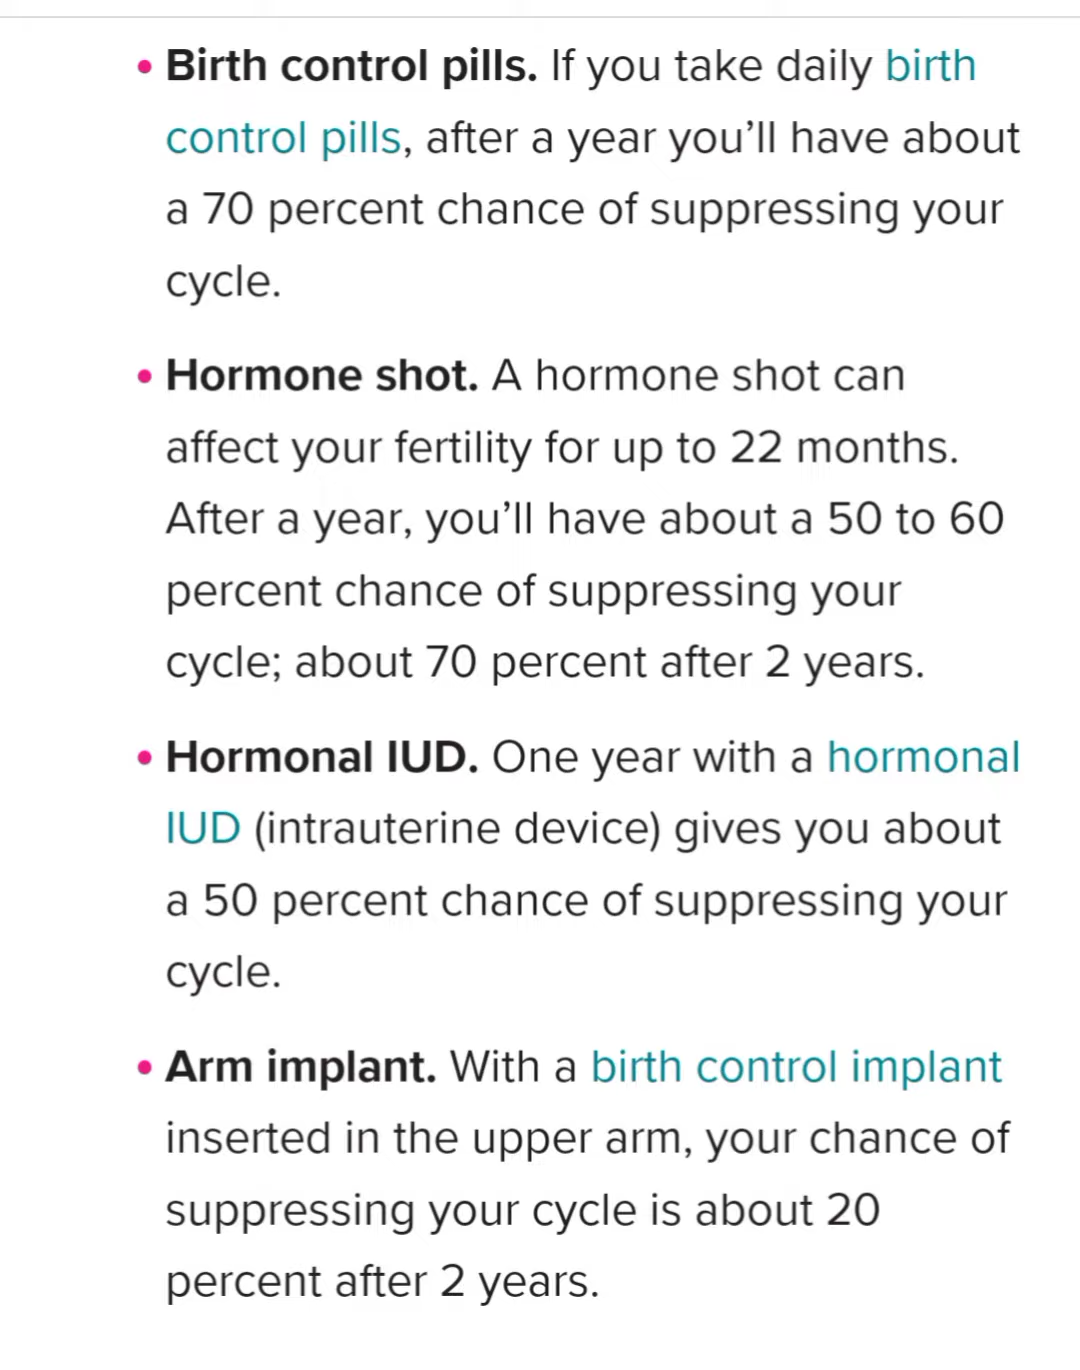 • Birth control pills. If you take daily birth
control pills, after a year you’ll have about
a 70 percent chance of suppressing your
cycle.
• Hormone shot. A hormone shot can
affect your fertility for up to 22 months.
After a year, you’ll have about a 50 to 60
percent chance of suppressing your
cycle; about 70 percent after 2 years.
• Hormonal IUD. One year with a hormonal
IUD (intrauterine device) gives you about
a 50 percent chance of suppressing your
cycle.
• Arm implant. With a birth control implant
inserted in the upper arm, your chance of
suppressing your cycle is about 20
percent after 2 years.